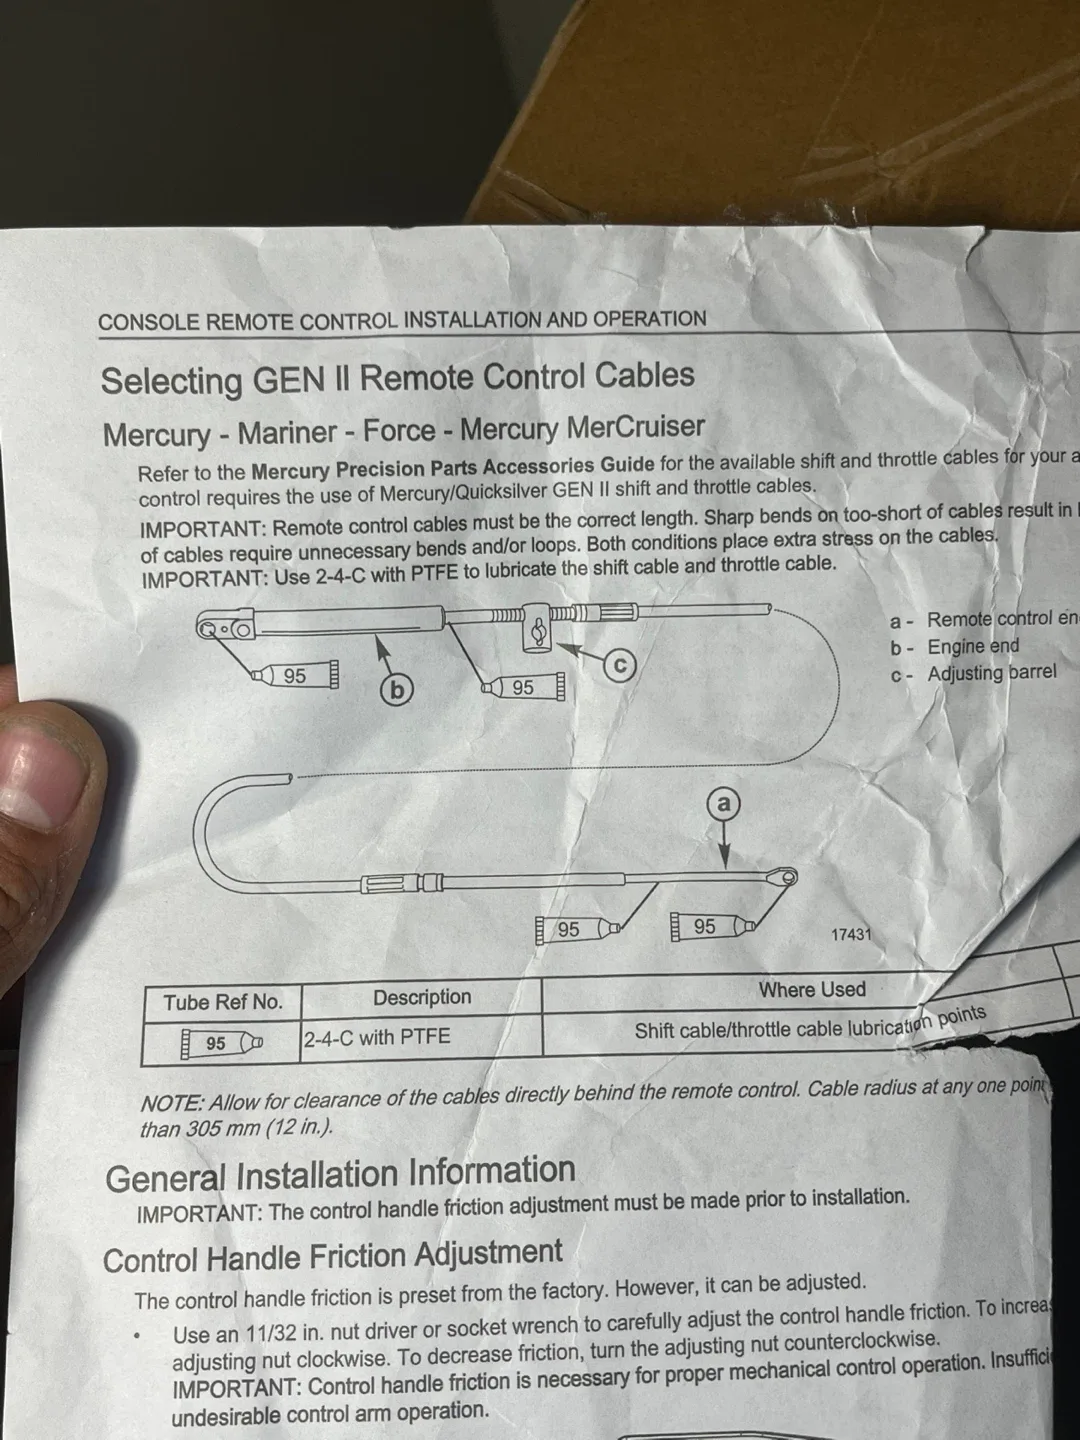 CONSOLE REMOTE CONTROL INSTALLATION AND OPERATION
Selecting GEN II Remote Control Cables
Mercury - Mariner - Force - Mercury MerCruiser
Refer to the Mercury Precision Parts Accessories Guide for the available shift and throttle cables for your a
control requires the use of Mercury/Quicksilver GEN II shift and throttle cables.
IMPORTANT: Remote control cables must be the correct length. Sharp bends on too-short of cables result in
of cables require unnecessary bends and/or loops. Both conditions place extra stress on the cables.
IMPORTANT: Use 2-4-C with PTFE to lubricate the shift cable and throttle cable.
a - Remote control en
b - Engine end
c - Adjusting barrel
95
b
95
c
a
95
95
17431
Tube Ref No. Description Where Used
95 2-4-C with PTFE Shift cable/throttle cable lubrication points
NOTE: Allow for clearance of the cables directly behind the remote control. Cable radius at any one point
than 305 mm (12 in.).
General Installation Information
IMPORTANT: The control handle friction adjustment must be made prior to installation.
Control Handle Friction Adjustment
The control handle friction is preset from the factory. However, it can be adjusted.
• Use an 11/32 in. nut driver or socket wrench to carefully adjust the control handle friction. To increas
adjusting nut clockwise. To decrease friction, turn the adjusting nut counterclockwise.
IMPORTANT: Control handle friction is necessary for proper mechanical control operation. Insuffici
undesirable control arm operation.